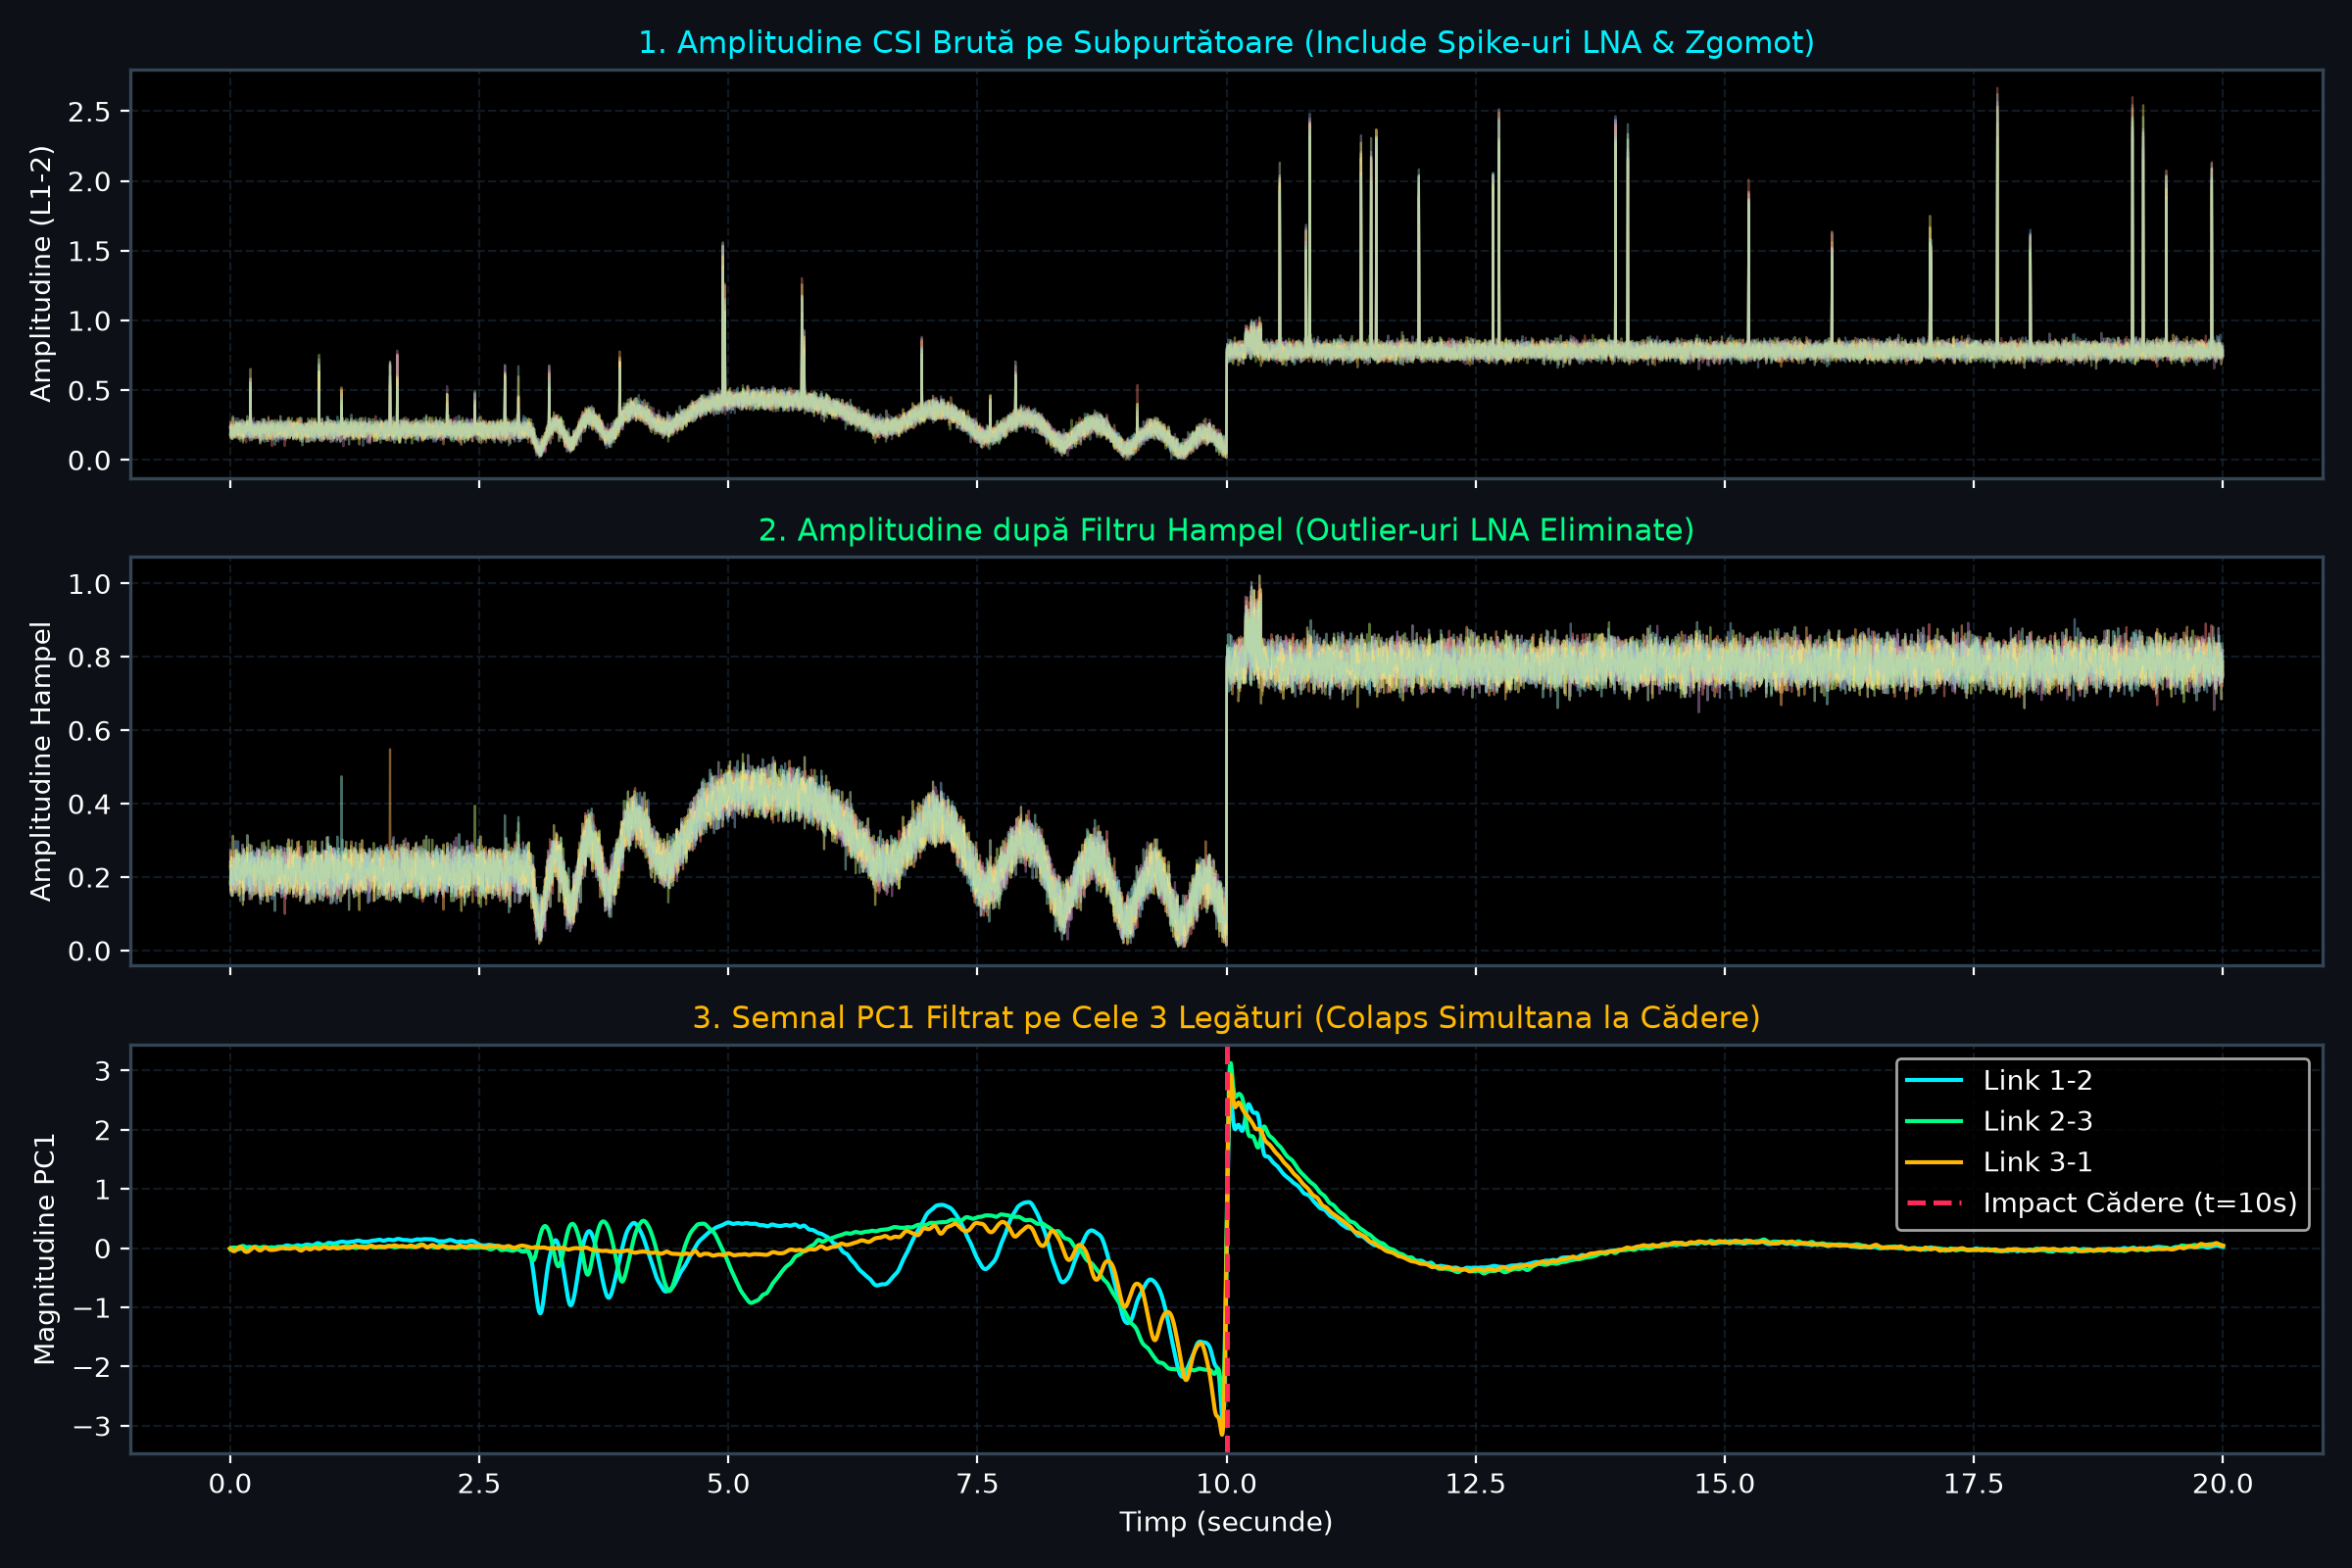 1. Amplitudine CSI Brută pe Subpurtătoare (Include Spike-uri LNA & Zgomot)
Amplitudine (L1-2)
2.5
2.0
1.5
1.0
0.5
0.0
2. Amplitudine după Filtru Hampel (Outlier-uri LNA Eliminate)
Amplitudine Hampel
1.0
0.8
0.6
0.4
0.2
0.0
3. Semnal PC1 Filtrat pe Cele 3 Legături (Colaps Simultana la Cădere)
Magnitudine PC1
3
2
1
0
−1
−2
−3
Link 1-2
Link 2-3
Link 3-1
Impact Cădere (t=10s)
0.0 2.5 5.0 7.5 10.0 12.5 15.0 17.5 20.0
Timp (secunde)